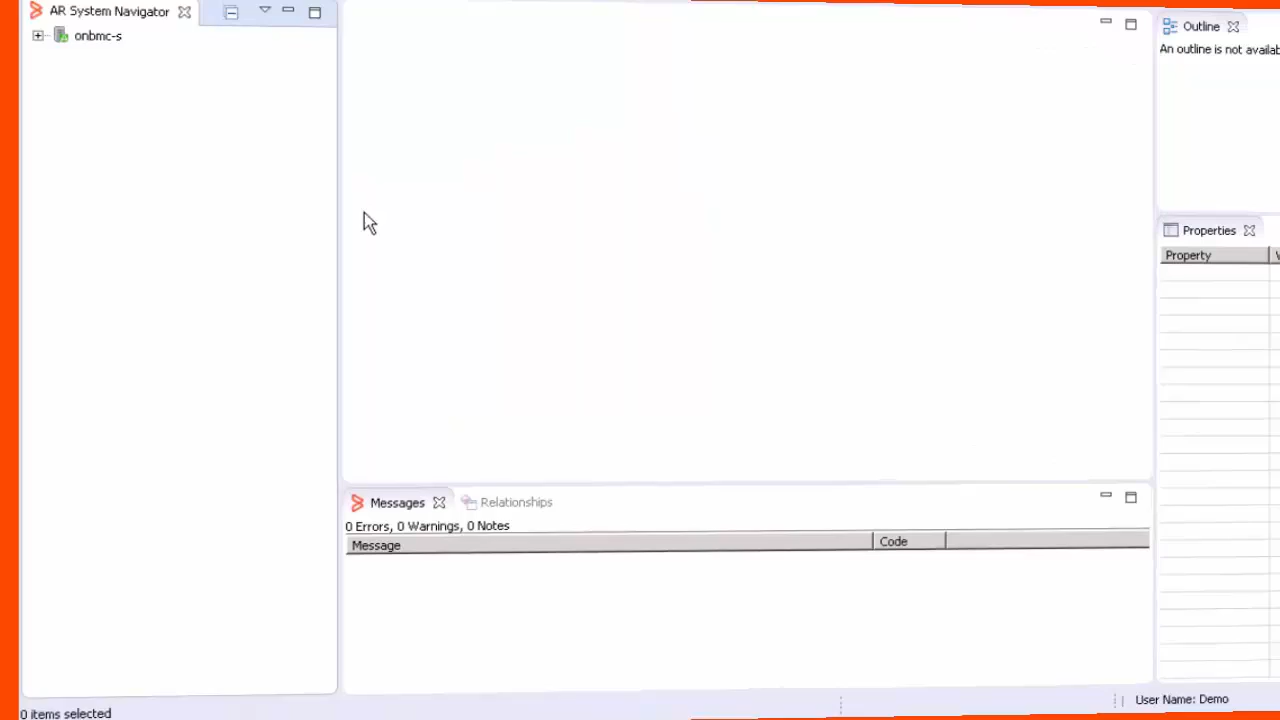 AR System Navigator
onbmc-s
Outline
An outline is not availab
Properties
Property
Messages
Relationships
0 Errors, 0 Warnings, 0 Notes
Message
Code
User Name: Demo
0 items selected